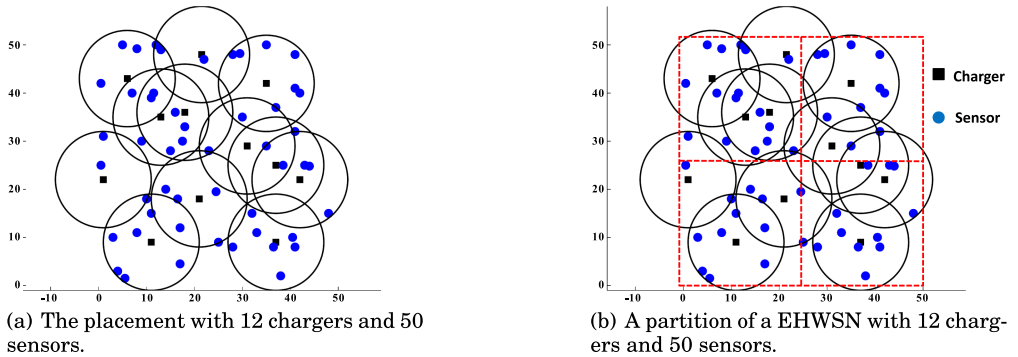 50
40
30
20
10
0
-10 0 10 20 30 40 50
(a) The placement with 12 chargers and 50
sensors.
50
40
30
20
10
0
-10 0 10 20 30 40 50
Charger
Sensor
(b) A partition of a EHWSN with 12 charg-
ers and 50 sensors.